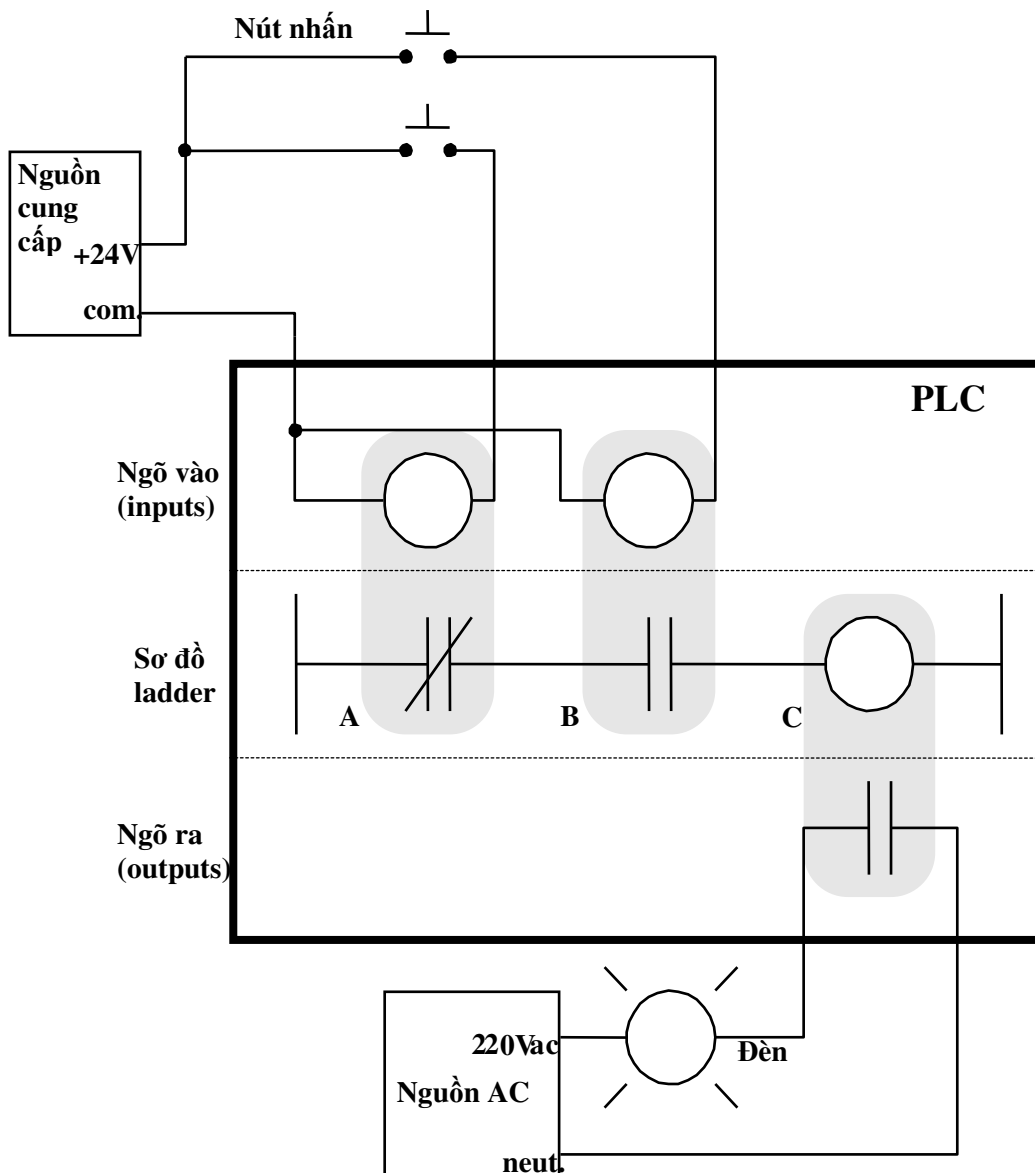 Nút nhấn
Nguồn
cung
cấp
+24V
com.
PLC
Ngõ vào
(inputs)
Sơ đồ
ladder
A
B
C
Ngõ ra
(outputs)
220Vac
Đèn
Nguồn AC
neut.